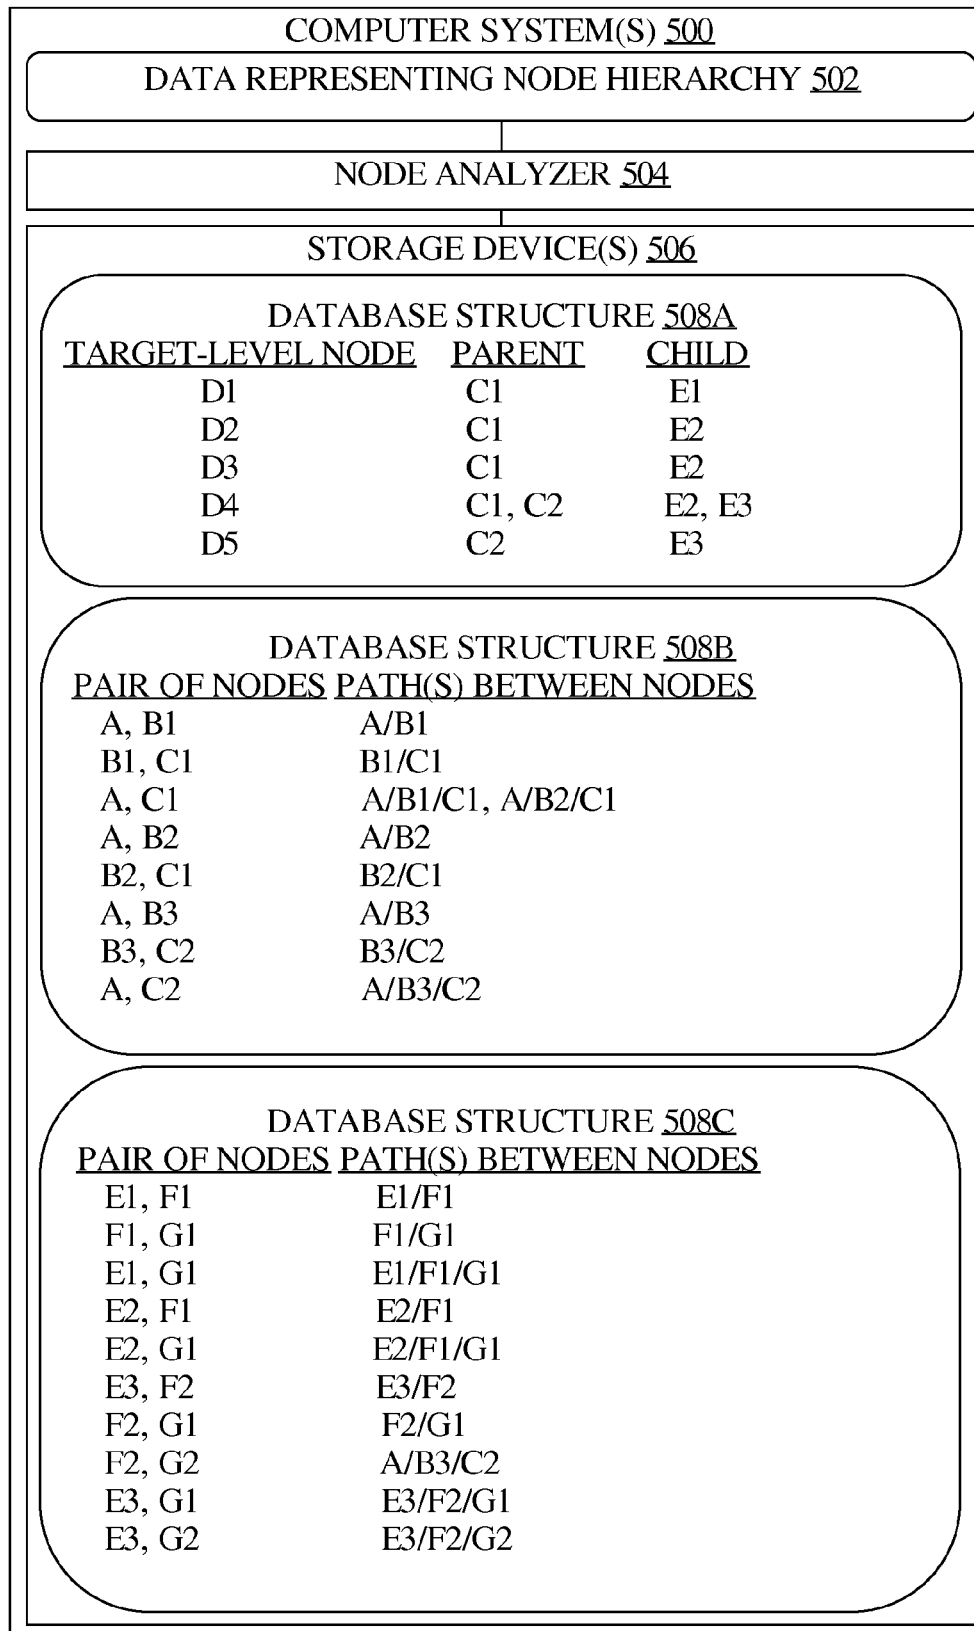 COMPUTER SYSTEM(S) 500
DATA REPRESENTING NODE HIERARCHY 502
NODE ANALYZER 504
STORAGE DEVICE(S) 506
DATABASE STRUCTURE 508A
TARGET-LEVEL NODE PARENT CHILD
D1 C1 E1
D2 C1 E2
D3 C1 E2
D4 C1, C2 E2, E3
D5 C2 E3
DATABASE STRUCTURE 508B
PAIR OF NODES PATH(S) BETWEEN NODES
A, B1 A/B1
B1, C1 B1/C1
A, C1 A/B1/C1, A/B2/C1
A, B2 A/B2
B2, C1 B2/C1
A, B3 A/B3
B3, C2 B3/C2
A, C2 A/B3/C2
DATABASE STRUCTURE 508C
PAIR OF NODES PATH(S) BETWEEN NODES
E1, F1 E1/F1
F1, G1 F1/G1
E1, G1 E1/F1/G1
E2, F1 E2/F1
E2, G1 E2/F1/G1
E3, F2 E3/F2
F2, G1 F2/G1
F2, G2 A/B3/C2
E3, G1 E3/F2/G1
E3, G2 E3/F2/G2